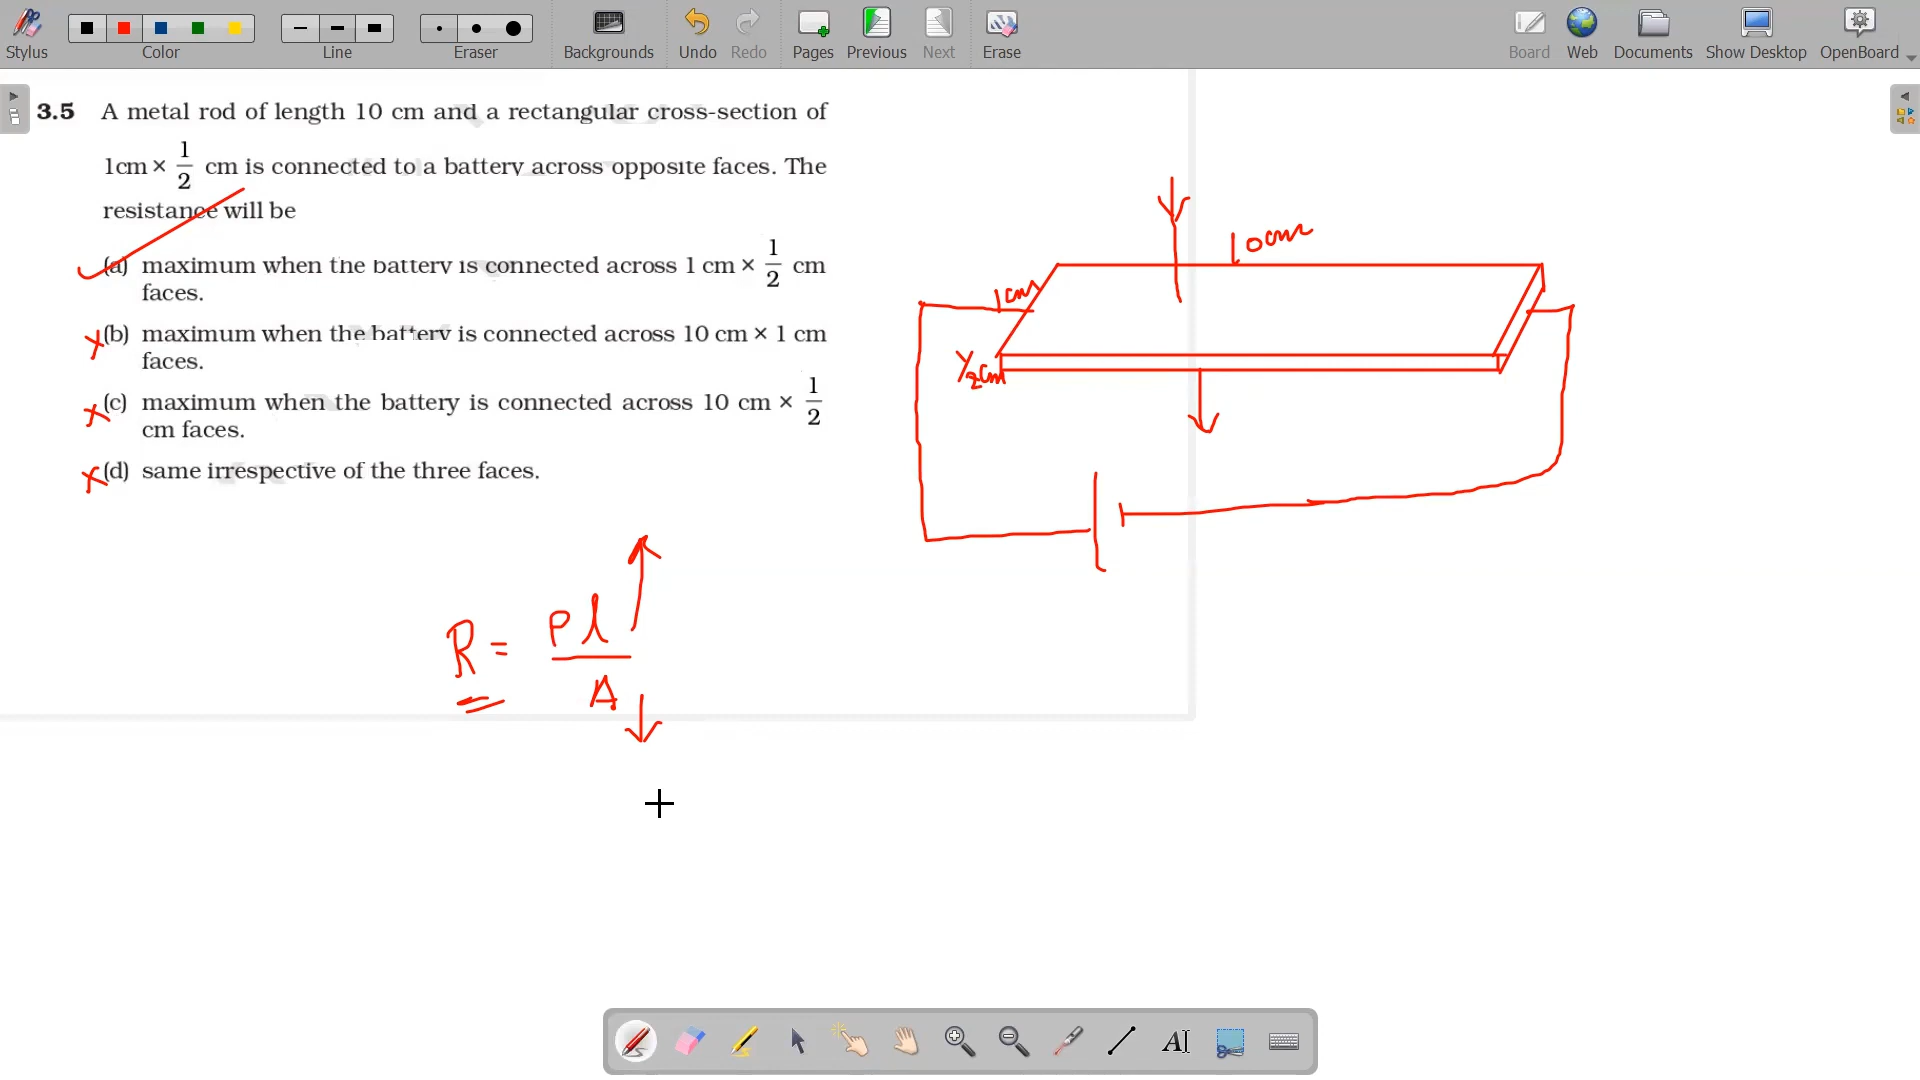 Stylus Color Line Eraser Backgrounds Undo Redo Pages Previous Next Erase Board Web Documents Show Desktop OpenBoard
3.5 A metal rod of length 10 cm and a rectangular cross-section of
1cm × 1/2 cm is connected to a battery across opposite faces. The
resistance will be
(a) maximum when the battery is connected across 1 cm × 1/2 cm
faces.
(b) maximum when the battery is connected across 10 cm × 1 cm
faces.
(c) maximum when the battery is connected across 10 cm × 1/2
cm faces.
(d) same irrespective of the three faces.
10cm
1cm
1/2cm
R = ρl/A
AI